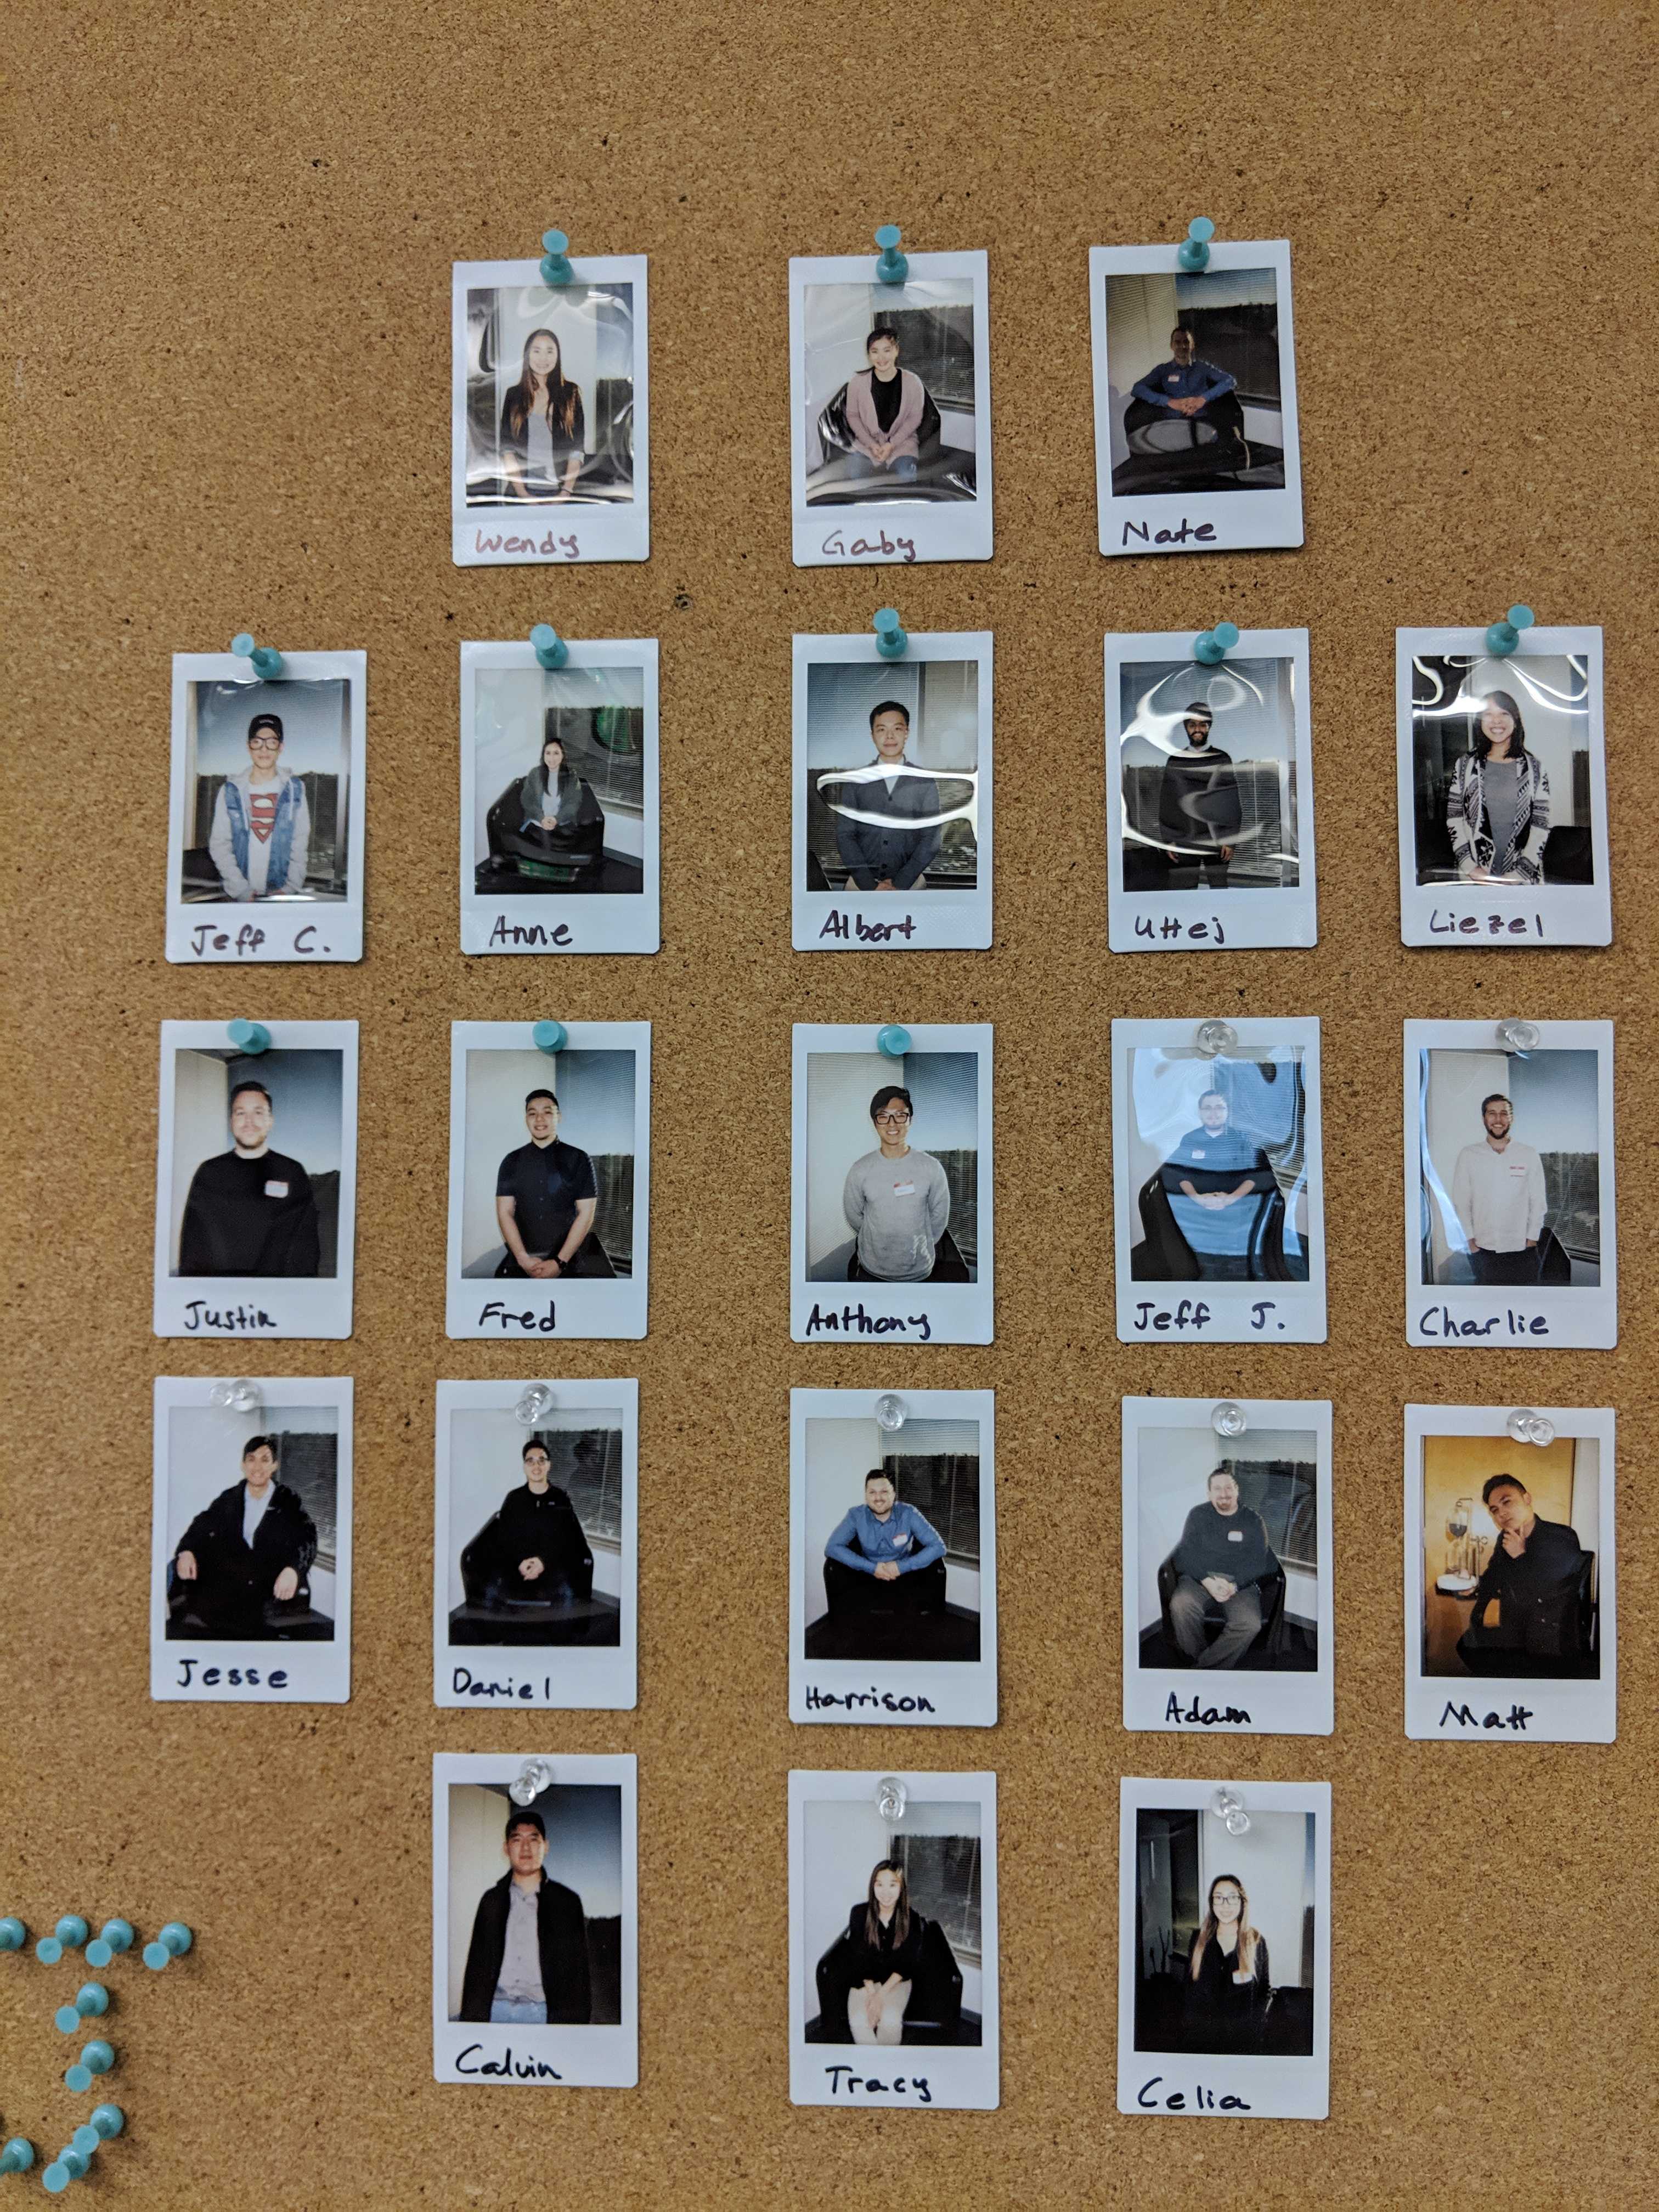 Wendy
Gaby
Nate
Jeff C.
Anne
Albert
Uttej
Liezel
Justin
Fred
Anthony
Jeff J.
Charlie
Jesse
Daniel
Harrison
Adam
Matt
Calvin
Tracy
Celia